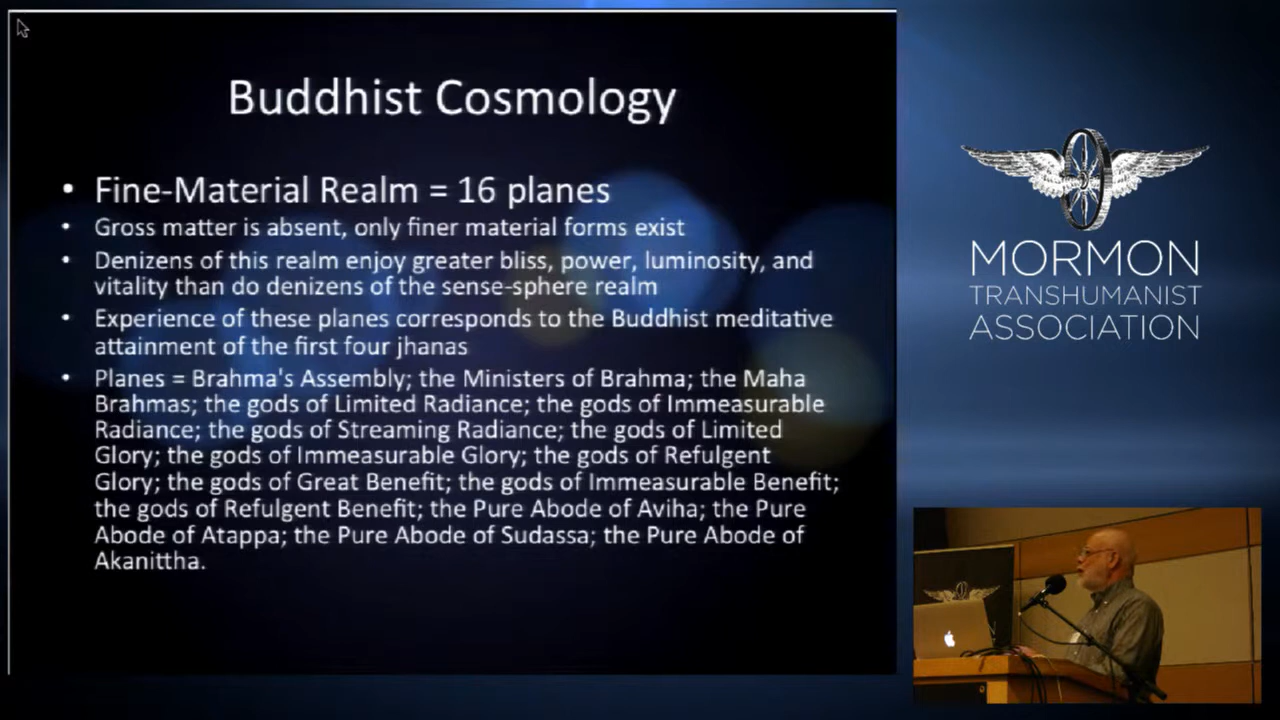 Buddhist Cosmology
• Fine-Material Realm = 16 planes
• Gross matter is absent, only finer material forms exist
• Denizens of this realm enjoy greater bliss, power, luminosity, and
vitality than do denizens of the sense-sphere realm
• Experience of these planes corresponds to the Buddhist meditative
attainment of the first four jhanas
• Planes = Brahma's Assembly; the Ministers of Brahma; the Maha
Brahmas; the gods of Limited Radiance; the gods of Immeasurable
Radiance; the gods of Streaming Radiance; the gods of Limited
Glory; the gods of Immeasurable Glory; the gods of Refulgent
Glory; the gods of Great Benefit; the gods of Immeasurable Benefit;
the gods of Refulgent Benefit; the Pure Abode of Aviha; the Pure
Abode of Atappa; the Pure Abode of Sudassa; the Pure Abode of
Akanittha.
MORMON
TRANSHUMANIST
ASSOCIATION